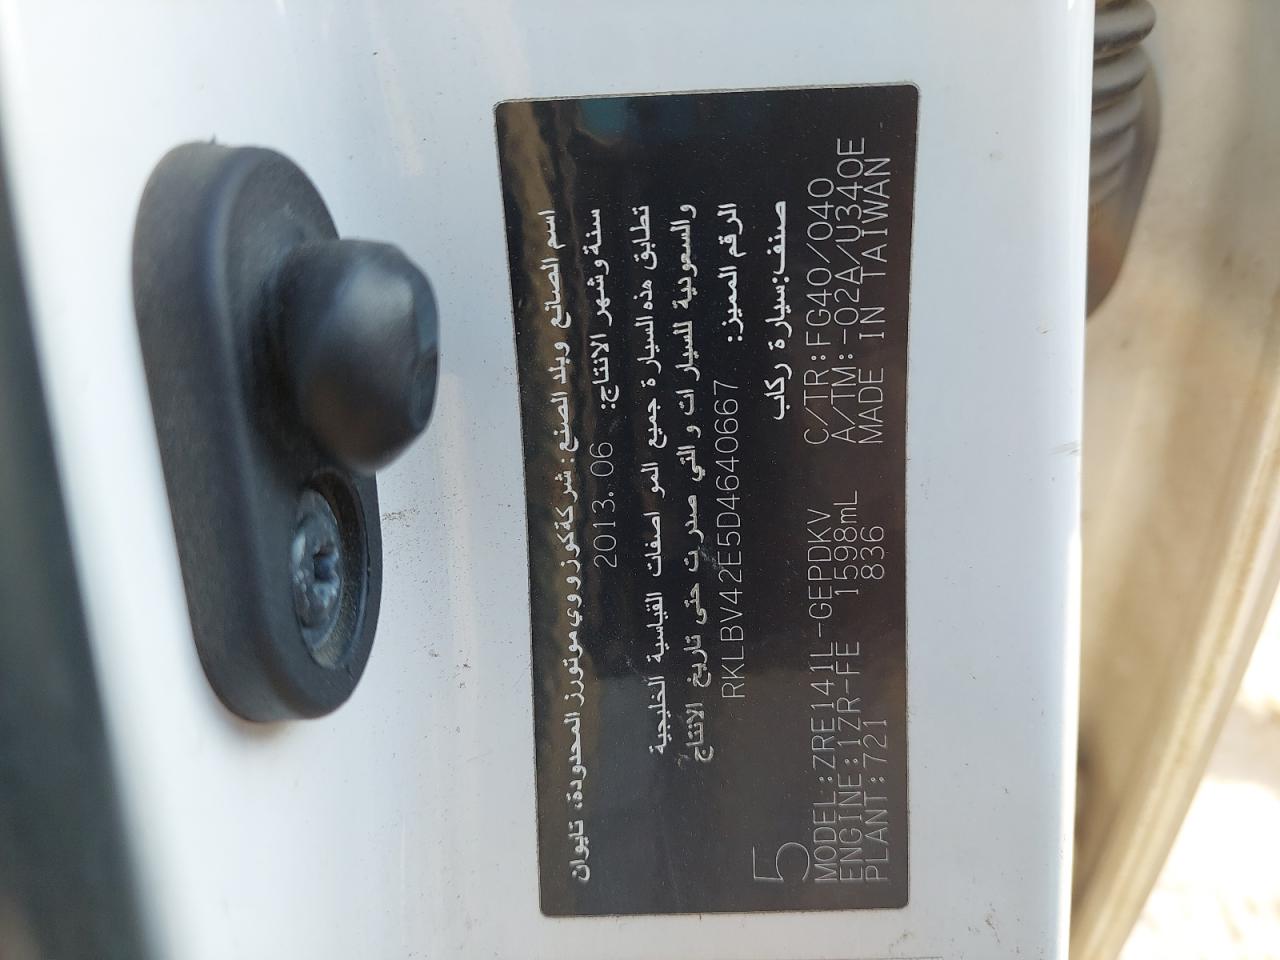 اسم الصانع وبلد الصنع: شركة كوزووي موتورز المحدودة، تايوان
سنة وشهر الانتاج: 2013.06
تطابق هذه السيارة جميع المواصفات القياسية الخليجية
والسعودية للسيارات والتي صدرت حتى تاريخ الانتاج
الرقم المميز: RKLBV42E5D4640667
صنف: سيارة ركاب
5
MODEL:ZRE141L-GEPDKV C/TR:FG40/040
ENGINE:1ZR-FE 1598mL A/TM:-02A/U340E
PLANT:721 836 MADE IN TAIWAN